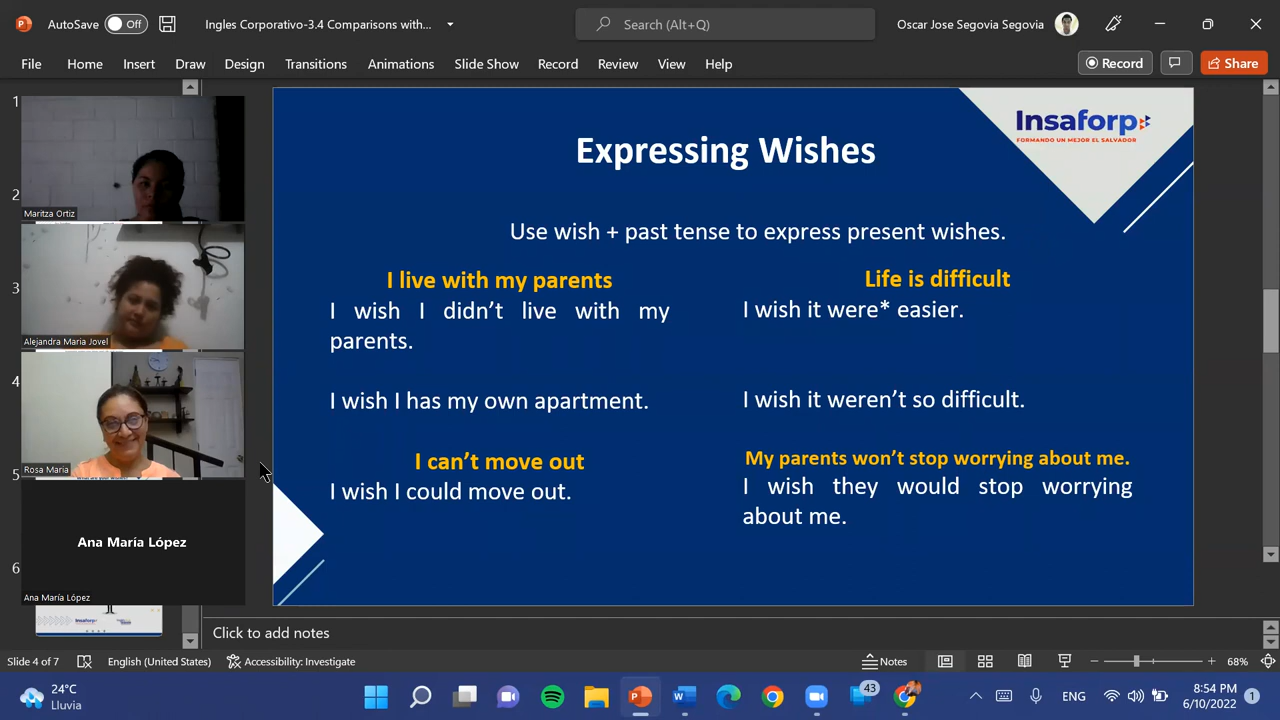 AutoSave Off
Ingles Corporativo-3.4 Comparisons with...
Search (Alt+Q)
Oscar Jose Segovia Segovia
File Home Insert Draw Design Transitions Animations Slide Show Record Review View Help
Record
Share
1
Maritza Ortiz
2
Alejandra Maria Jovel
3
Rosa Maria
4
Ana María López
Ana María López
5
6
Insaforp
FORMANDO UN MEJOR EL SALVADOR
Expressing Wishes
Use wish + past tense to express present wishes.
I live with my parents
I wish I didn’t live with my
parents.
I wish I has my own apartment.
I can’t move out
I wish I could move out.
Life is difficult
I wish it were* easier.
I wish it weren’t so difficult.
My parents won’t stop worrying about me.
I wish they would stop worrying
about me.
Click to add notes
Slide 4 of 7
English (United States)
Accessibility: Investigate
Notes
68%
24°C
Lluvia
43
ENG
8:54 PM
6/10/2022
1